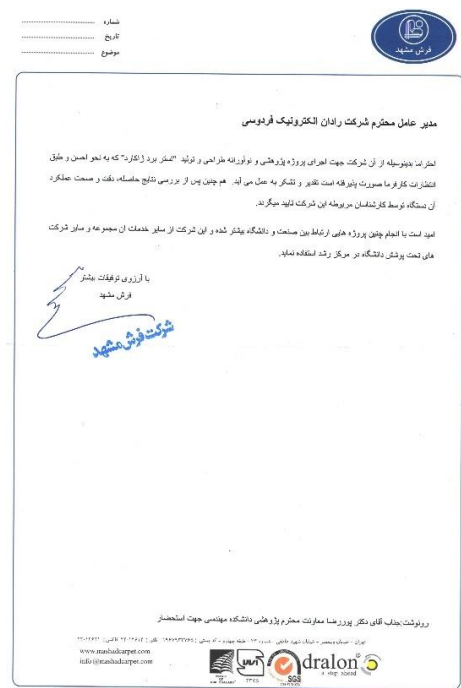 شماره
تاریخ
موضوع
فرش مشهد
مدیر عامل محترم شرکت رادان الکترونیک فردوسی
احتراما بدینوسیله از آن شرکت جهت اجرای پروژه پژوهشی و نوآورانه طراحی و تولید "تستر برد ژاکارد" که به نحو احسن و طبق
انتظارات کارفرما صورت پذیرفته است تقدیر و تشکر به عمل می آید. هم چنین پس از بررسی نتایج حاصله، دقت و صحت عملکرد
آن دستگاه توسط کارشناسان مربوطه این شرکت تایید میگردد.
امید است با انجام چنین پروژه هایی ارتباط بین صنعت و دانشگاه بیشتر شده و این شرکت از سایر خدمات ان مجموعه و سایر شرکت
های تحت پوشش دانشگاه در مرکز رشد استفاده نماید.
با آرزوی توفیقات بیشتر
فرش مشهد
شرکت فرش مشهد
رونوشت:جناب آقای دکتر پوررضا معاونت محترم پژوهشی دانشکده مهندسی جهت استحضار
www.mashadcarpet.com
info@mashadcarpet.com
SGS
dralon
a step ahead